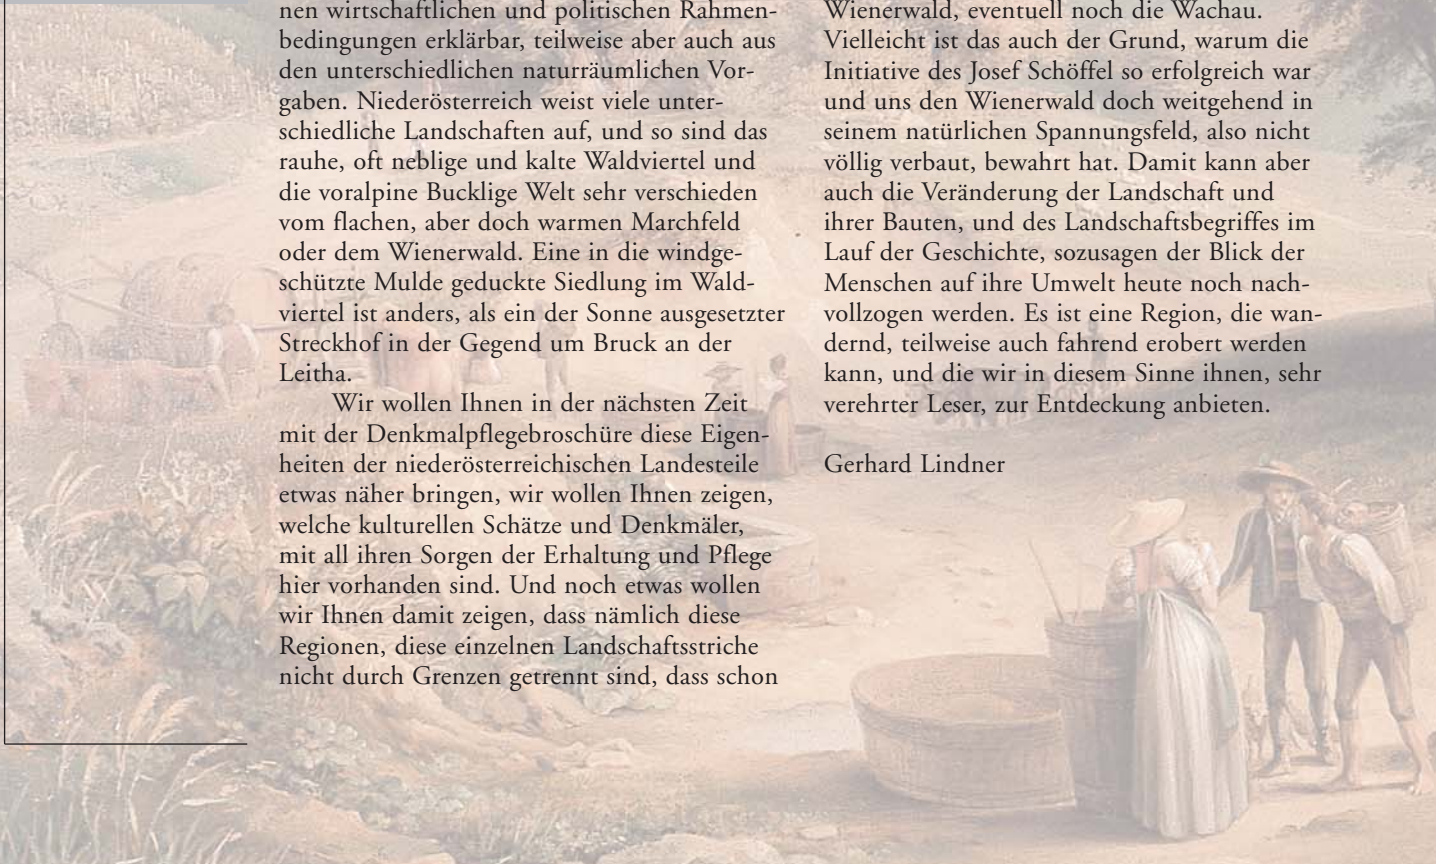 nen wirtschaftlichen und politischen Rahmen-
bedingungen erklärbar, teilweise aber auch aus
den unterschiedlichen naturräumlichen Vor-
gaben. Niederösterreich weist viele unter-
schiedliche Landschaften auf, und so sind das
rauhe, oft neblige und kalte Waldviertel und
die voralpine Bucklige Welt sehr verschieden
vom flachen, aber doch warmen Marchfeld
oder dem Wienerwald. Eine in die windge-
schützte Mulde geduckte Siedlung im Wald-
viertel ist anders, als ein der Sonne ausgesetzter
Streckhof in der Gegend um Bruck an der
Leitha.
Wir wollen Ihnen in der nächsten Zeit
mit der Denkmalpflegebroschüre diese Eigen-
heiten der niederösterreichischen Landesteile
etwas näher bringen, wir wollen Ihnen zeigen,
welche kulturellen Schätze und Denkmäler,
mit all ihren Sorgen der Erhaltung und Pflege
hier vorhanden sind. Und noch etwas wollen
wir Ihnen damit zeigen, dass nämlich diese
Regionen, diese einzelnen Landschaftsstriche
nicht durch Grenzen getrennt sind, dass schon
Wienerwald, eventuell noch die Wachau.
Vielleicht ist das auch der Grund, warum die
Initiative des Josef Schöffel so erfolgreich war
und uns den Wienerwald doch weitgehend in
seinem natürlichen Spannungsfeld, also nicht
völlig verbaut, bewahrt hat. Damit kann aber
auch die Veränderung der Landschaft und
ihrer Bauten, und des Landschaftsbegriffes im
Lauf der Geschichte, sozusagen der Blick der
Menschen auf ihre Umwelt heute noch nach-
vollzogen werden. Es ist eine Region, die wan-
dernd, teilweise auch fahrend erobert werden
kann, und die wir in diesem Sinne ihnen, sehr
verehrter Leser, zur Entdeckung anbieten.
Gerhard Lindner